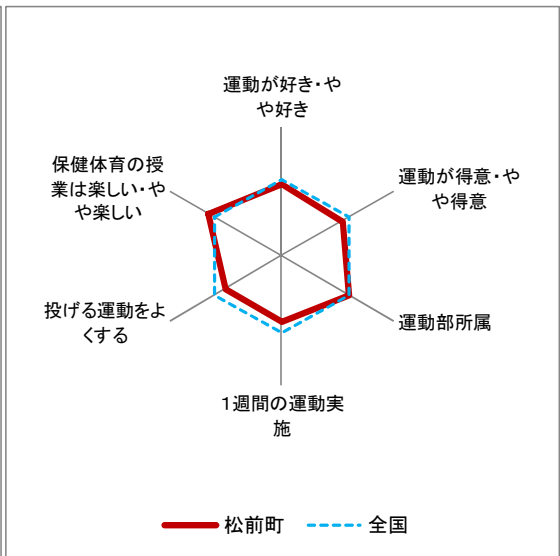 運動が好き・や
や好き
運動が得意・や
や得意
運動部所属
1週間の運動実
施
投げる運動をよ
くする
保健体育の授
業は楽しい・や
や楽しい
松前町
全国